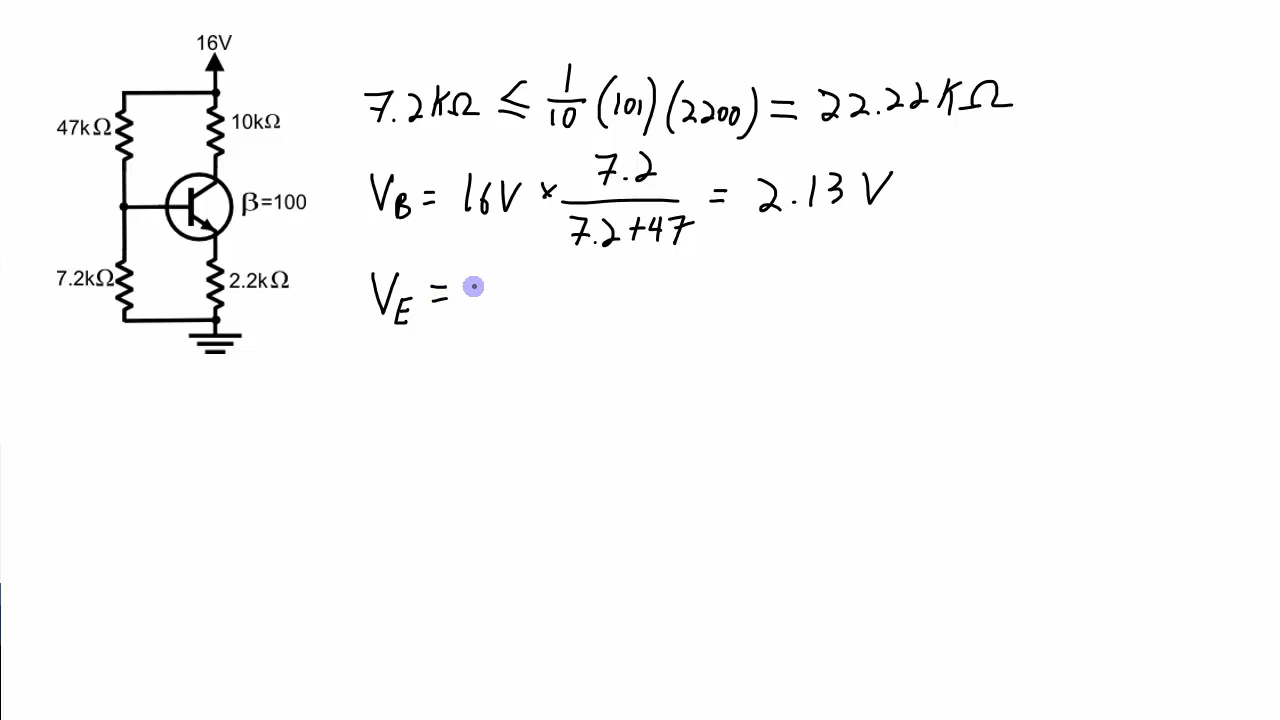 16V
47kΩ
10kΩ
β=100
7.2kΩ
2.2kΩ
7.2kΩ ≤ 1/10 (101)(2200) = 22.22kΩ
V_B = 16V × 7.2/(7.2+47) = 2.13 V
V_E =